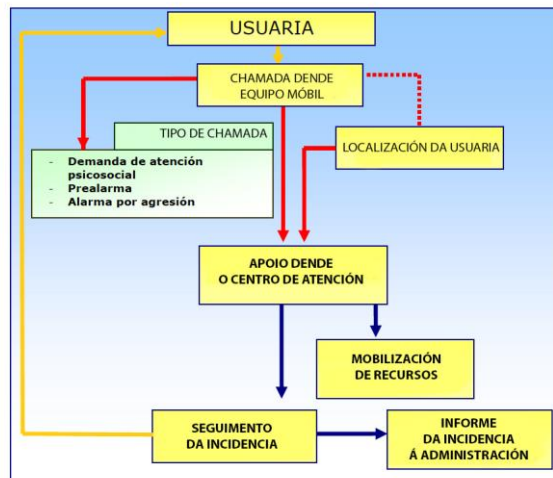 USUARIA
CHAMADA DENDE
EQUIPO MÓBIL
TIPO DE CHAMADA
- Demanda de atención
psicosocial
- Prealarma
- Alarma por agresión
LOCALIZACIÓN DA USUARIA
APOIO DENDE
O CENTRO DE ATENCIÓN
MOBILIZACIÓN
DE RECURSOS
SEGUIMENTO
DA INCIDENCIA
INFORME
DA INCIDENCIA
Á ADMINISTRACIÓN